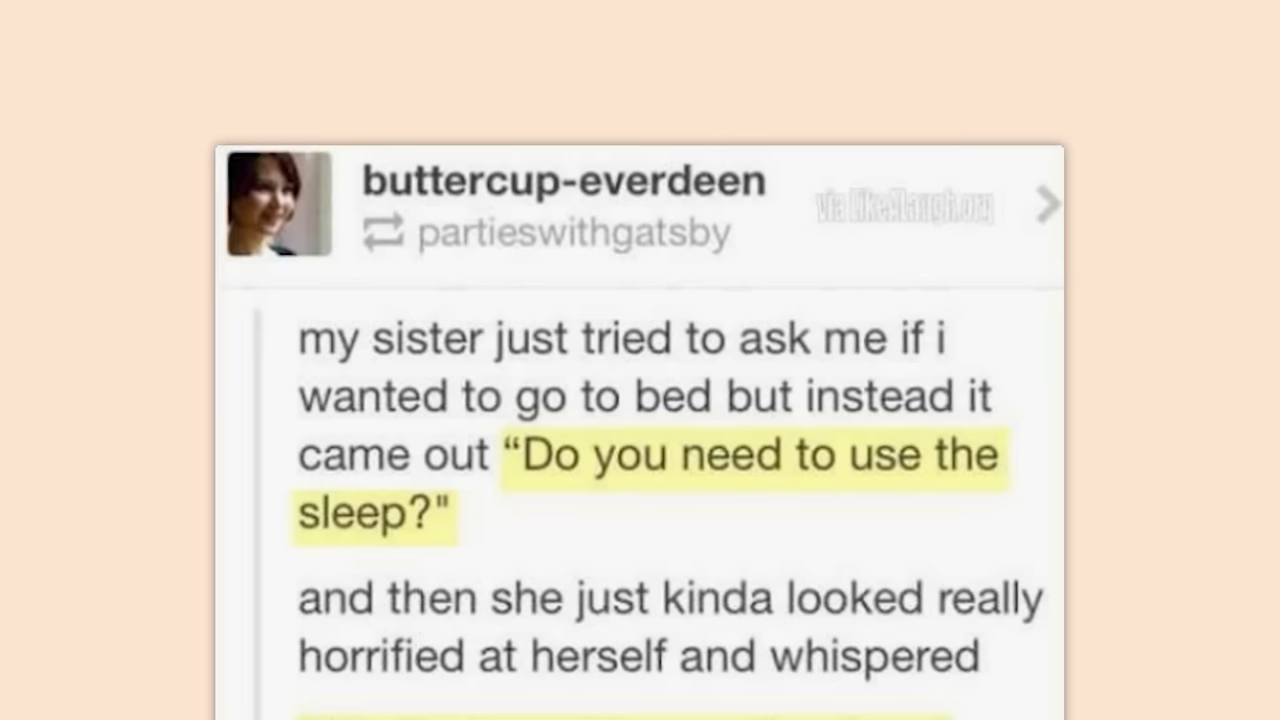 buttercup-everdeen
partieswithgatsby
my sister just tried to ask me if i
wanted to go to bed but instead it
came out “Do you need to use the
sleep?"
and then she just kinda looked really
horrified at herself and whispered